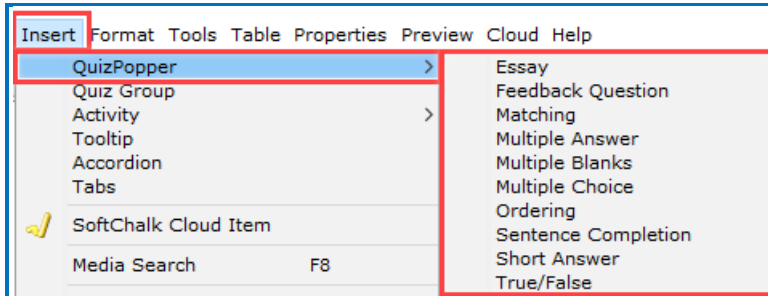 Insert Format Tools Table Properties Preview Cloud Help
QuizPopper
Quiz Group
Activity
Tooltip
Accordion
Tabs
SoftChalk Cloud Item
Media Search F8
Essay
Feedback Question
Matching
Multiple Answer
Multiple Blanks
Multiple Choice
Ordering
Sentence Completion
Short Answer
True/False